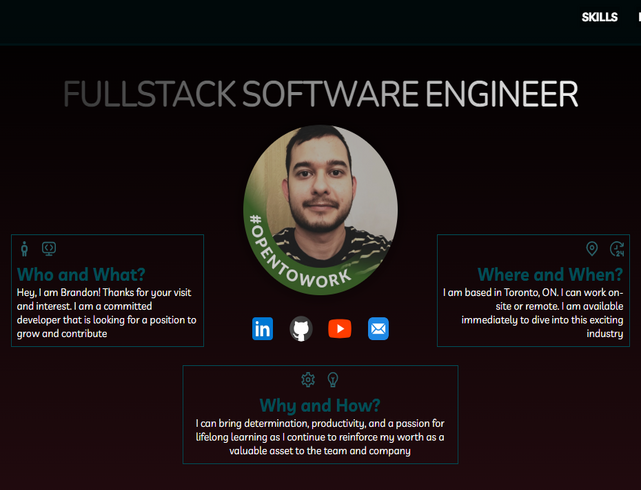 SKILLS
FULLSTACK SOFTWARE ENGINEER
#OPENTOWORK
Who and What?
Hey, I am Brandon! Thanks for your visit
and interest. I am a committed
developer that is looking for a position to
grow and contribute
24
Where and When?
I am based in Toronto, ON. I can work on-
site or remote. I am available
immediately to dive into this exciting
industry
in
Why and How?
I can bring determination, productivity, and a passion for
lifelong learning as I continue to reinforce my worth as a
valuable asset to the team and company